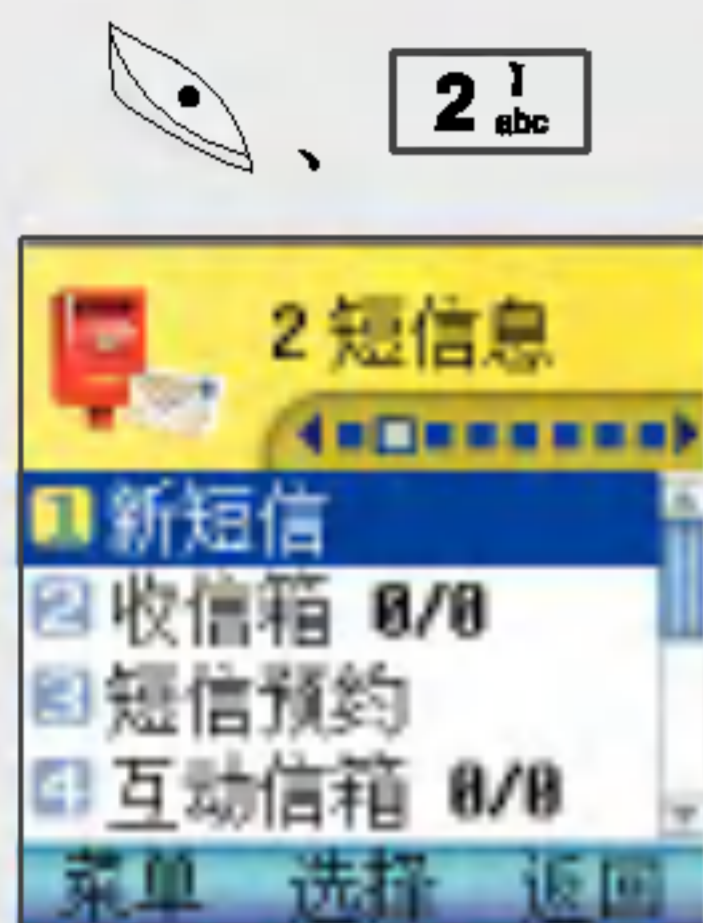 、 2 abc
2 短信息
1 新短信
2 收信箱 0/0
3 短信预约
4 互动信箱 0/0
菜单 选择 返回